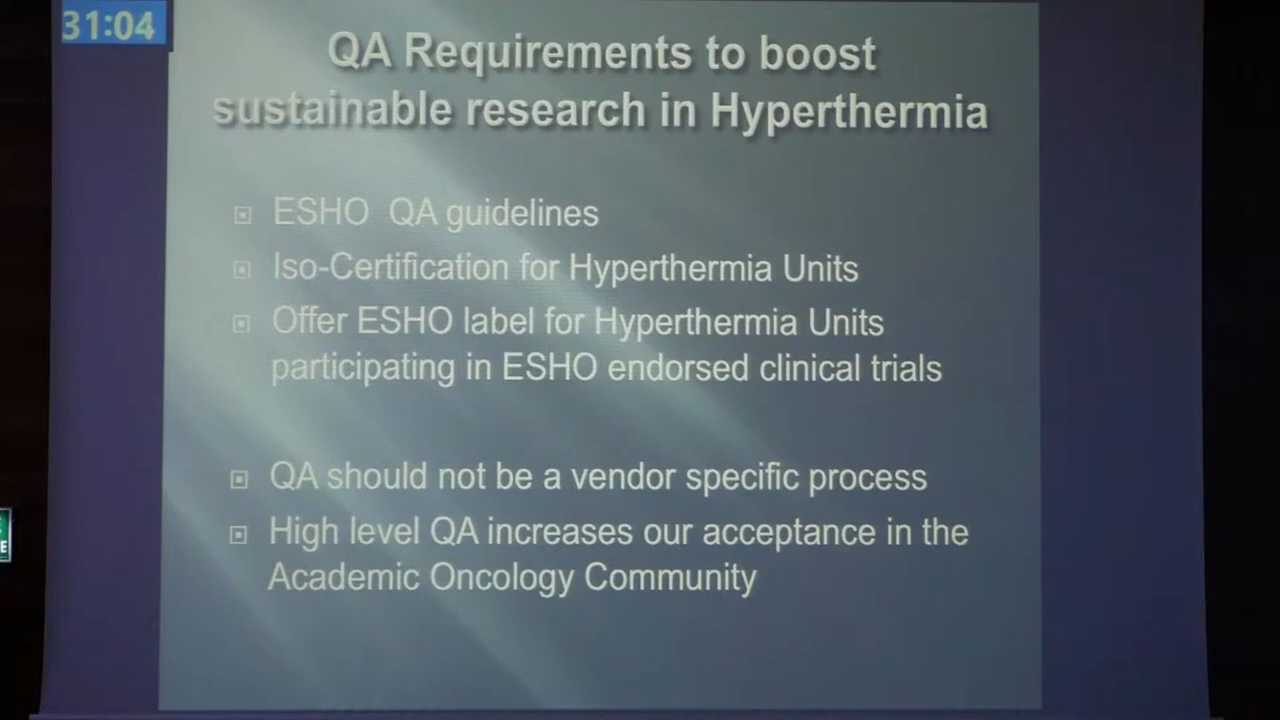 31:04
QA Requirements to boost
sustainable research in Hyperthermia
ESHO QA guidelines
Iso-Certification for Hyperthermia Units
Offer ESHO label for Hyperthermia Units
participating in ESHO endorsed clinical trials
QA should not be a vendor specific process
High level QA increases our acceptance in the
Academic Oncology Community